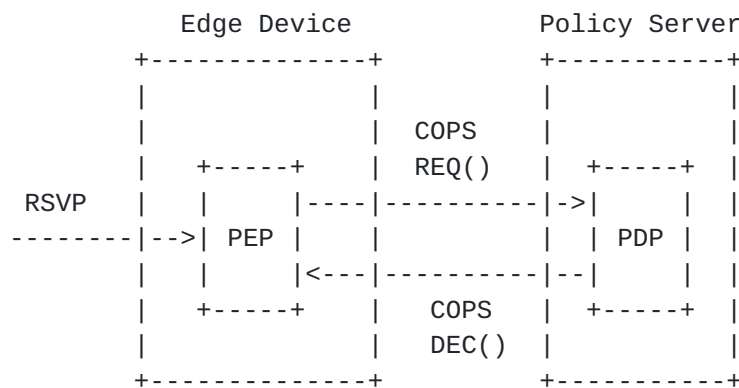 Edge Device Policy Server
COPS
REQ()
RSVP
PEP PDP
COPS
DEC()